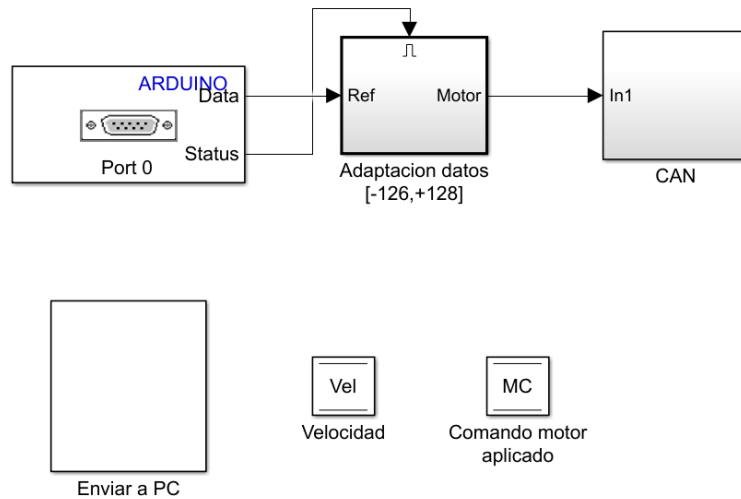 ARDUINO
Data
Status
Port 0
Ref
Motor
Adaptacion datos
[-126,+128]
In1
CAN
Enviar a PC
Vel
Velocidad
MC
Comando motor
aplicado